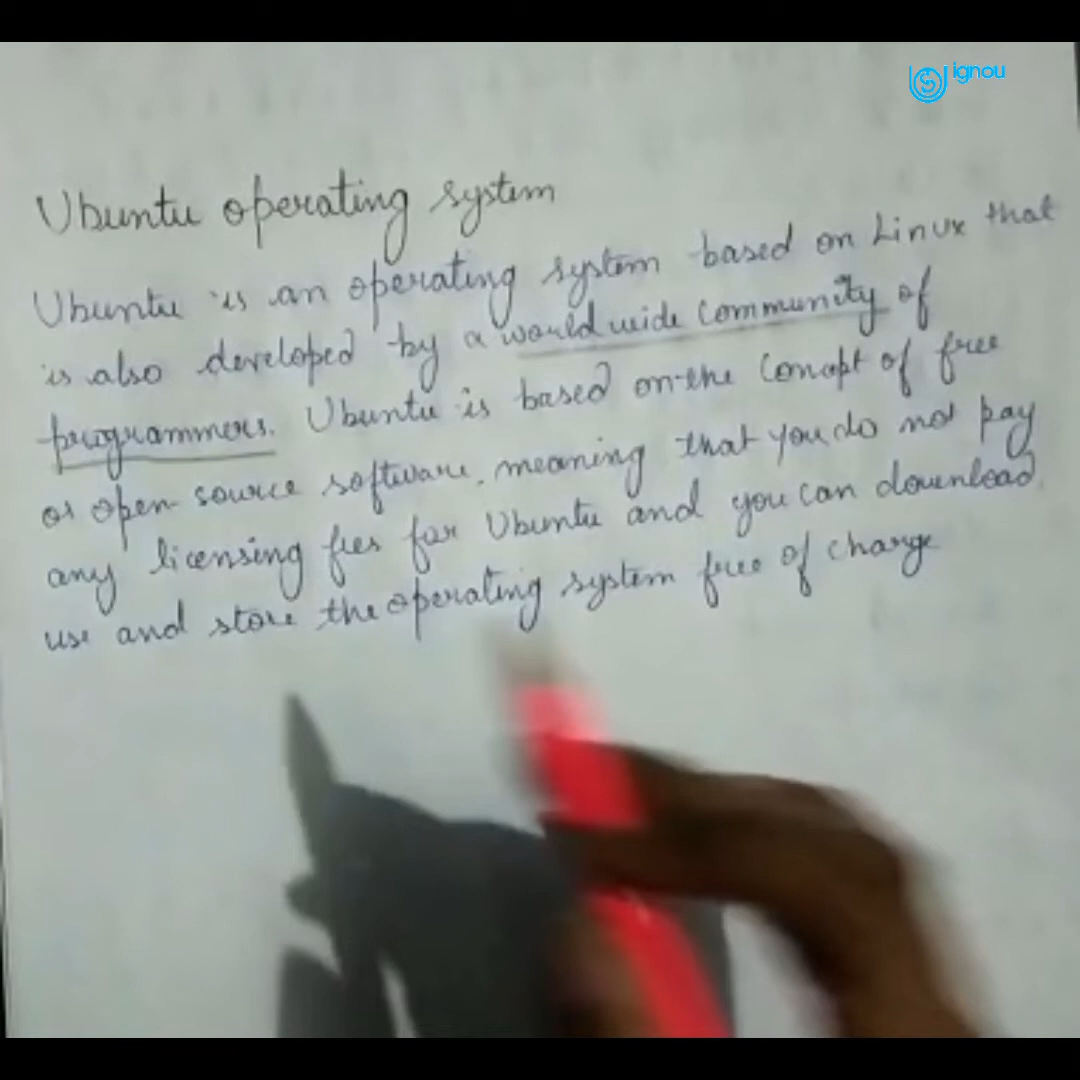 ignou
Ubuntu operating system
Ubuntu is an operating system based on Linux that
is also developed by a world wide community of
programmers. Ubuntu is based on the concept of free
or open source software, meaning that you do not pay
any licensing fees for Ubuntu and you can download,
use and store the operating system free of charge